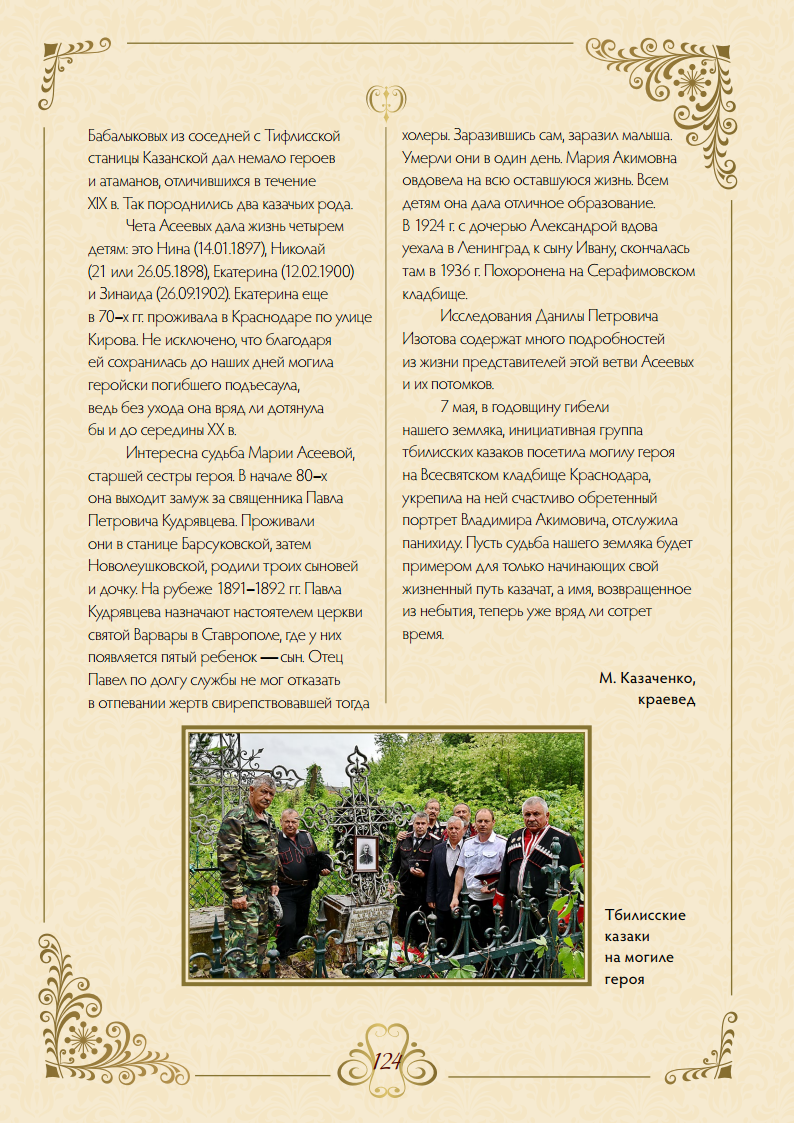 Бабалыковых из соседней с Тифлисской
станицы Казанской дал немало героев
и атаманов, отличившихся в течение
XIX в. Так породнились два казачьих рода.
Чета Асеевых дала жизнь четырем
детям: это Нина (14.01.1897), Николай
(21 или 26.05.1898), Екатерина (12.02.1900)
и Зинаида (26.09.1902). Екатерина еще
в 70–х гг. проживала в Краснодаре по улице
Кирова. Не исключено, что благодаря
ей сохранилась до наших дней могила
геройски погибшего подъесаула,
ведь без ухода она вряд ли дотянула
бы и до середины XX в.
Интересна судьба Марии Асеевой,
старшей сестры героя. В начале 80–х
она выходит замуж за священника Павла
Петровича Кудрявцева. Проживали
они в станице Барсуковской, затем
Новолеушковской, родили троих сыновей
и дочку. На рубеже 1891–1892 гг. Павла
Кудрявцева назначают настоятелем церкви
святой Варвары в Ставрополе, где у них
появляется пятый ребенок — сын. Отец
Павел по долгу службы не мог отказать
в отпевании жертв свирепствовавшей тогда
холеры. Заразившись сам, заразил малыша.
Умерли они в один день. Мария Акимовна
овдовела на всю оставшуюся жизнь. Всем
детям она дала отличное образование.
В 1924 г. с дочерью Александрой вдова
уехала в Ленинград к сыну Ивану, скончалась
там в 1936 г. Похоронена на Серафимовском
кладбище.
Исследования Данилы Петровича
Изотова содержат много подробностей
из жизни представителей этой ветви Асеевых
и их потомков.
7 мая, в годовщину гибели
нашего земляка, инициативная группа
тбилисских казаков посетила могилу героя
на Всесвятском кладбище Краснодара,
укрепила на ней счастливо обретенный
портрет Владимира Акимовича, отслужила
панихиду. Пусть судьба нашего земляка будет
примером для только начинающих свой
жизненный путь казачат, а имя, возвращенное
из небытия, теперь уже вряд ли сотрет
время.
М. Казаченко,
краевед
Тбилисские
казаки
на могиле
героя
124